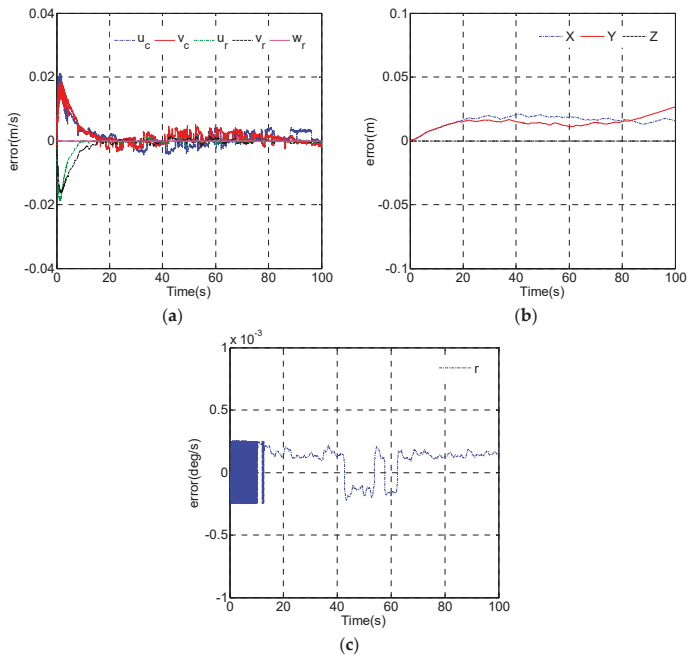 0.04
0.02
0
-0.02
-0.04
error(m/s)
u_c v_c u_r v_r w_r
0 20 40 60 80 100
Time(s)
(a)
0.1
0.05
0
-0.05
-0.1
error(m)
X Y Z
0 20 40 60 80 100
Time(s)
(b)
1 x 10^-3
0.5
0
-0.5
-1
error(deg/s)
r
0 20 40 60 80 100
Time(s)
(c)